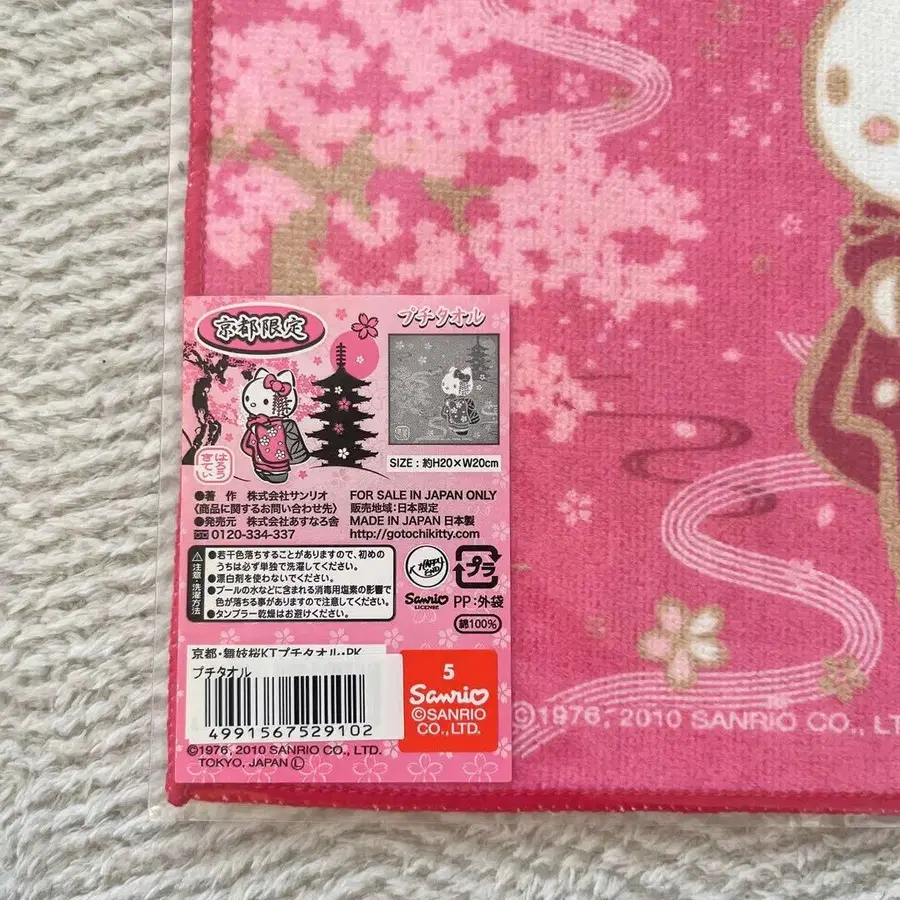 京都限定
プチタオル
はろう
きてぃ
SIZE : 約H20×W20cm
●著 作 株式会社サンリオ
〈商品に関するお問い合わせ先〉
●発売元 株式会社あすなろ舎
0120-334-337
FOR SALE IN JAPAN ONLY
販売地域:日本限定
MADE IN JAPAN 日本製
http://gotochikitty.com
注意 洗濯方法
●若干色落ちすることがありますので、初めの
うちは必ず単独で洗濯してください。
●漂白剤を使わないでください。
●プールの水などに含まれる消毒用塩素の影響で
色が落ちる事がありますので注意してください。
●タンブラー乾燥はお避けください。
K HAPPY END
Sanrio
LICENSE
プラ
PP:外袋
綿100%
京都・舞妓桜KTプチタオル・PK
プチタオル
4991567529102
5
Sanrio
©SANRIO
CO., LTD.
©1976, 2010 SANRIO CO., LTD.
TOKYO, JAPAN Ⓛ
©1976, 2010 SANRIO CO., LT